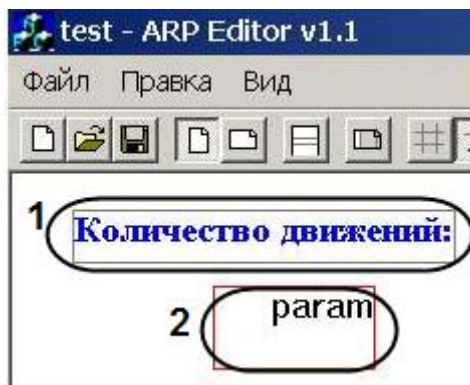 test - ARP Editor v1.1
Файл Правка Вид
1 Количество движений:
2 param